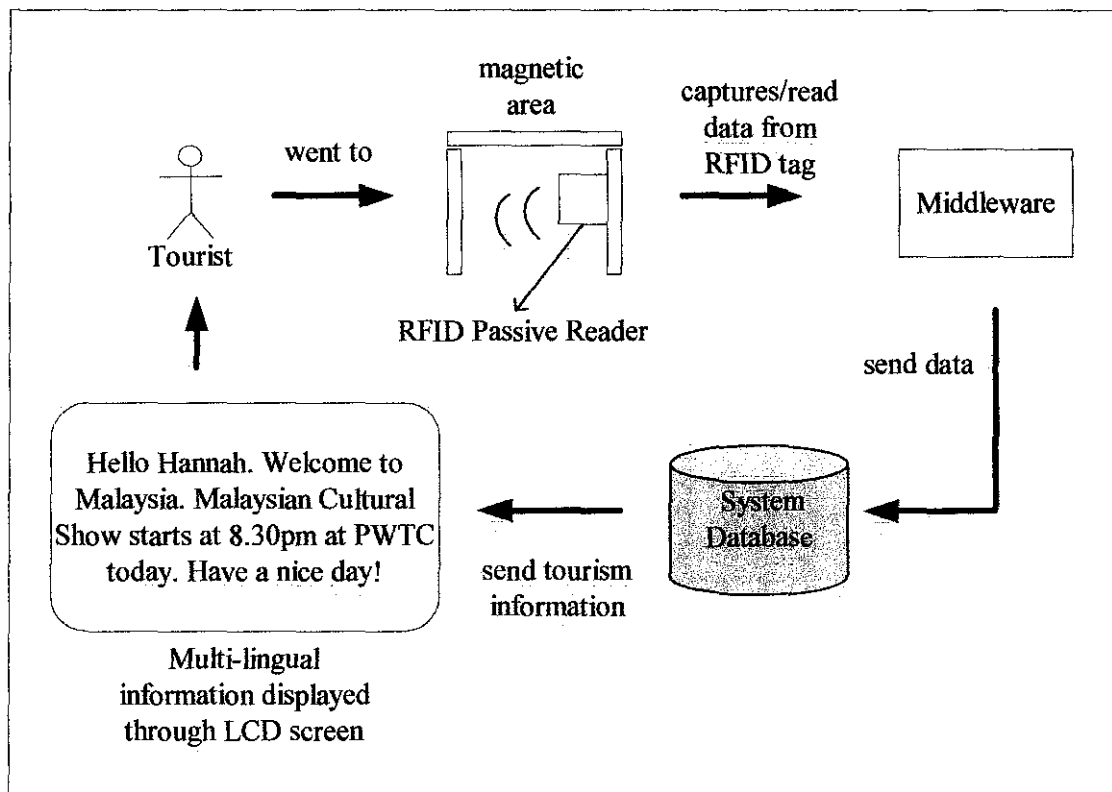 magnetic
area
captures/read
data from
RFID tag
went to
Middleware
Tourist
RFID Passive Reader
send data
Hello Hannah. Welcome to
Malaysia. Malaysian Cultural
Show starts at 8.30pm at PWTC
today. Have a nice day!
System
Database
send tourism
information
Multi-lingual
information displayed
through LCD screen